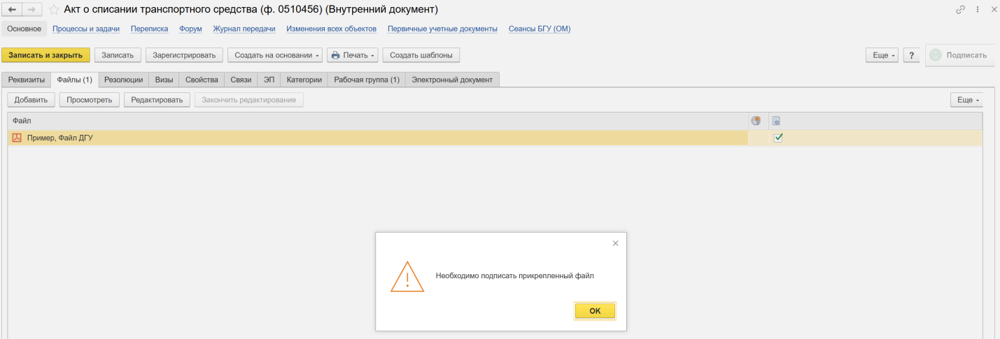 Акт о списании транспортного средства (ф. 0510456) (Внутренний документ)
Основное Процессы и задачи Переписка Форум Журнал передачи Изменения всех объектов Первичные учетные документы Сеансы БГУ (ОМ)
Записать и закрыть Записать Зарегистрировать Создать на основании Печать Создать шаблоны Еще ? Подписать
Реквизиты Файлы (1) Резолюции Визы Свойства Связи ЭП Категории Рабочая группа (1) Электронный документ
Добавить Просмотреть Редактировать Закончить редактирование Еще
Файл
Пример, Файл ДГУ
Необходимо подписать прикрепленный файл
ОК